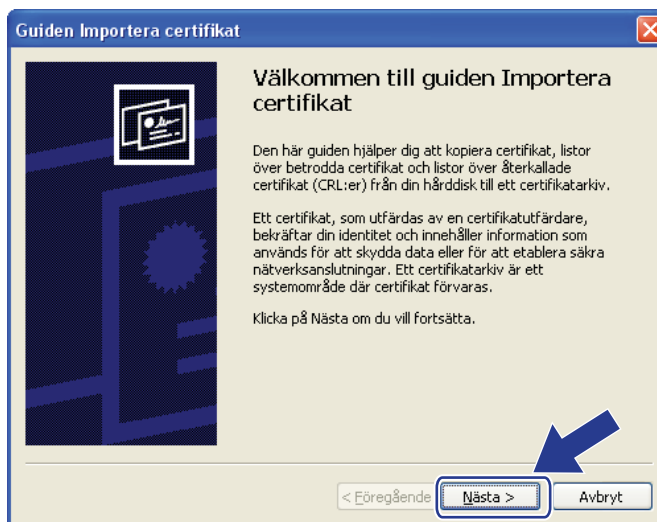 Guiden Importera certifikat
Välkommen till guiden Importera
certifikat
Den här guiden hjälper dig att kopiera certifikat, listor
över betrodda certifikat och listor över återkallade
certifikat (CRL:er) från din hårddisk till ett certifikatarkiv.
Ett certifikat, som utfärdas av en certifikatutfärdare,
bekräftar din identitet och innehåller information som
används för att skydda data eller för att etablera säkra
nätverksanslutningar. Ett certifikatarkiv är ett
systemområde där certifikat förvaras.
Klicka på Nästa om du vill fortsätta.
< Föregående Nästa > Avbryt